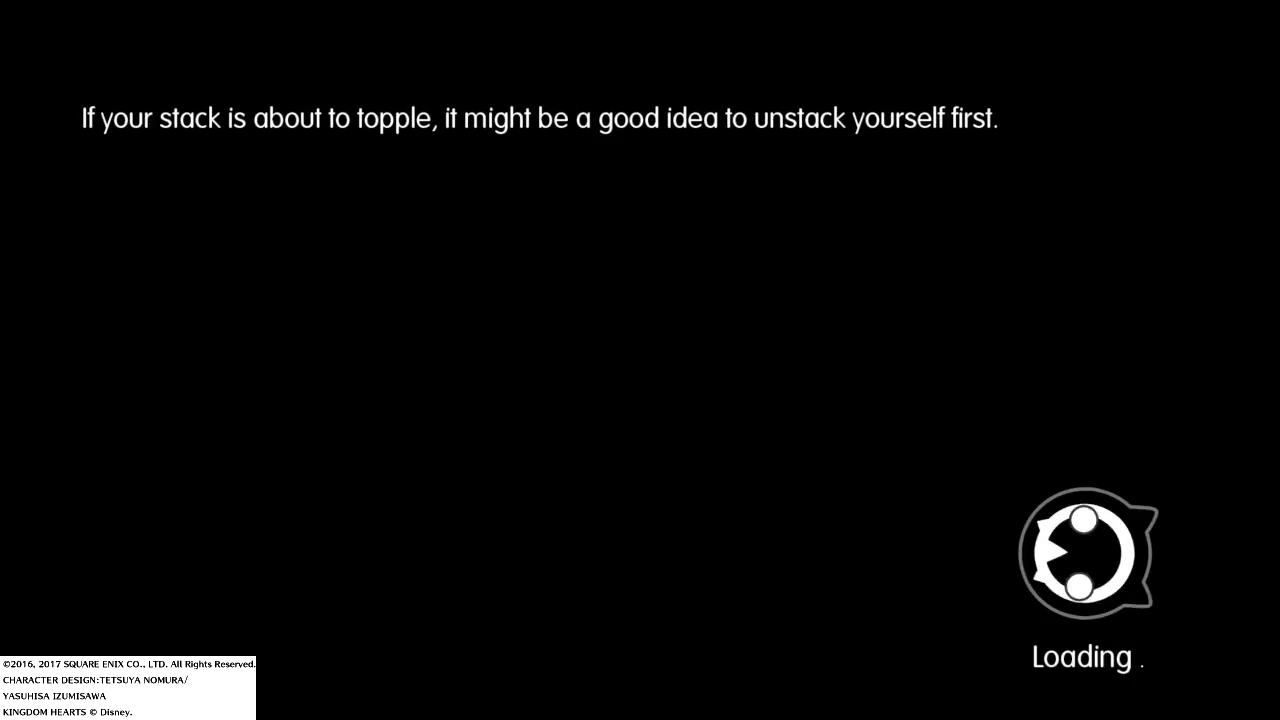 If your stack is about to topple, it might be a good idea to unstack yourself first.
Loading .
©2016, 2017 SQUARE ENIX CO., LTD. All Rights Reserved.
CHARACTER DESIGN:TETSUYA NOMURA/
YASUHISA IZUMISAWA
KINGDOM HEARTS © Disney.